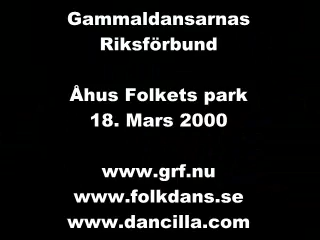 Gammaldansarnas
Riksförbund
Åhus Folkets park
18. Mars 2000
www.grf.nu
www.folkdans.se
www.dancilla.com